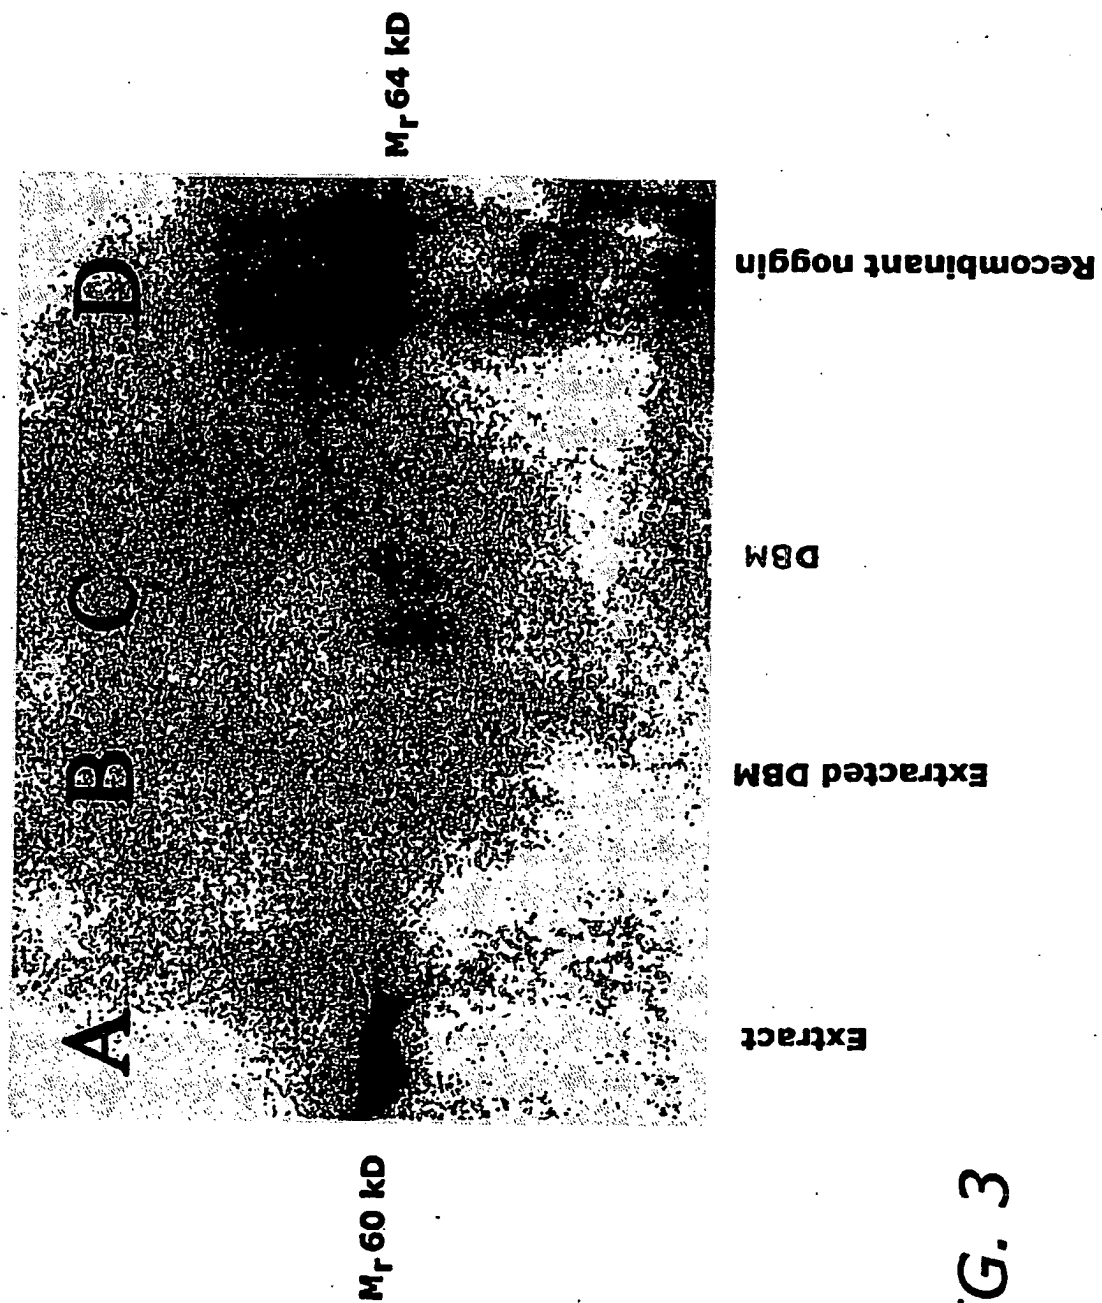 A B C D
Mr 60 kD
Mr 64 kD
Extract
Extracted DBM
DBM
Recombinant noggin
G. 3